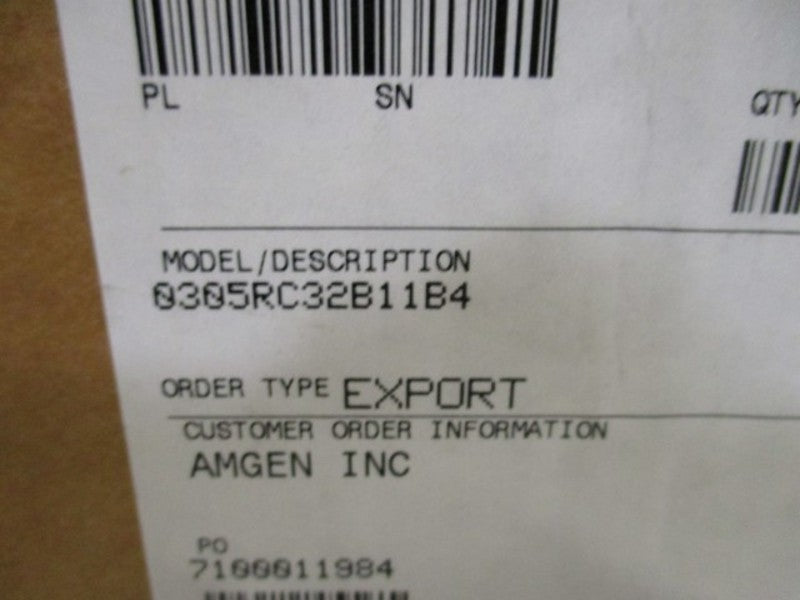 PL SN QTY
MODEL/DESCRIPTION
0305RC32B11B4
ORDER TYPE EXPORT
CUSTOMER ORDER INFORMATION
AMGEN INC
PO
7100011984